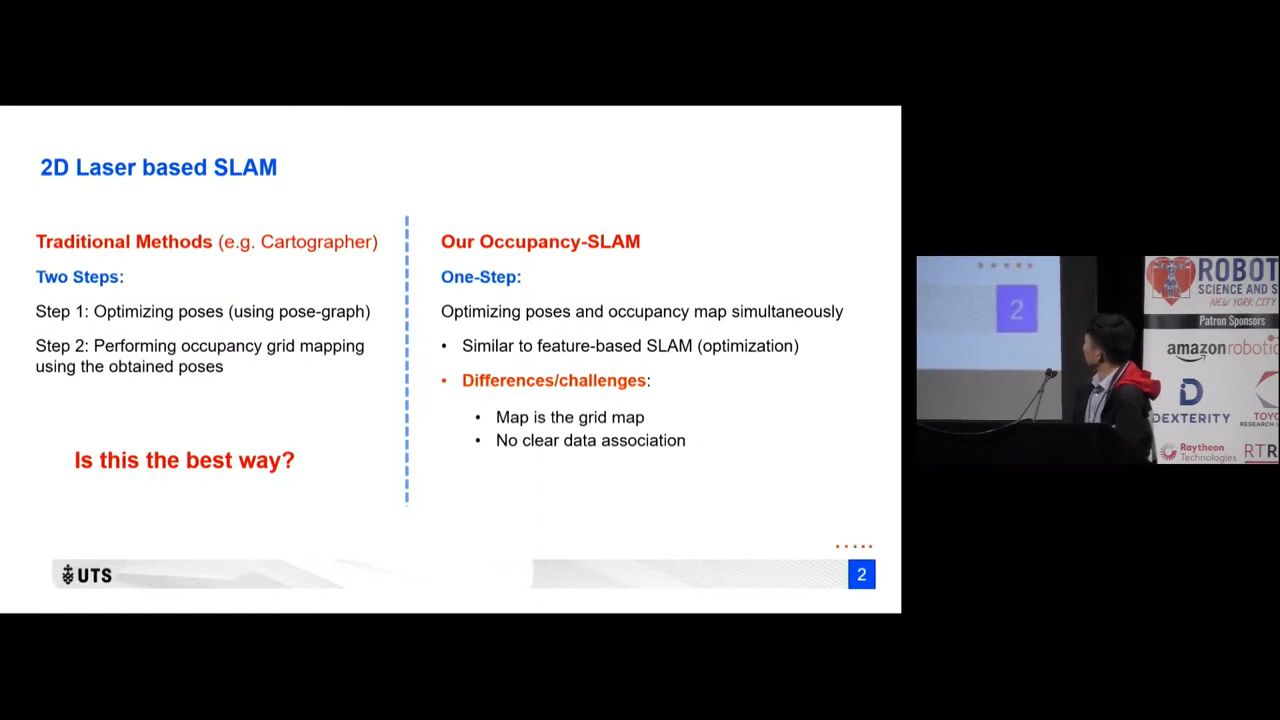 2D Laser based SLAM
Traditional Methods (e.g. Cartographer)
Two Steps:
Step 1: Optimizing poses (using pose-graph)
Step 2: Performing occupancy grid mapping
using the obtained poses
Is this the best way?
Our Occupancy-SLAM
One-Step:
Optimizing poses and occupancy map simultaneously
• Similar to feature-based SLAM (optimization)
• Differences/challenges:
• Map is the grid map
• No clear data association
UTS
2
2
ROBOT
SCIENCE AND S
NEW YORK CITY
Patron Sponsors
amazon robotic
DEXTERITY
TOYO
RESEARCH
Raytheon
Technologies
RTR